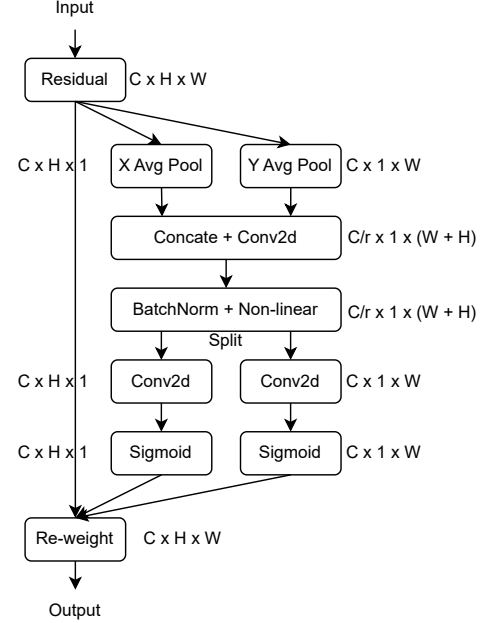 Input
Residual
C x H x W
C x H x 1
X Avg Pool
Y Avg Pool
C x 1 x W
Concate + Conv2d
C/r x 1 x (W + H)
BatchNorm + Non-linear
C/r x 1 x (W + H)
Split
C x H x 1
Conv2d
Conv2d
C x 1 x W
C x H x 1
Sigmoid
Sigmoid
C x 1 x W
Re-weight
C x H x W
Output